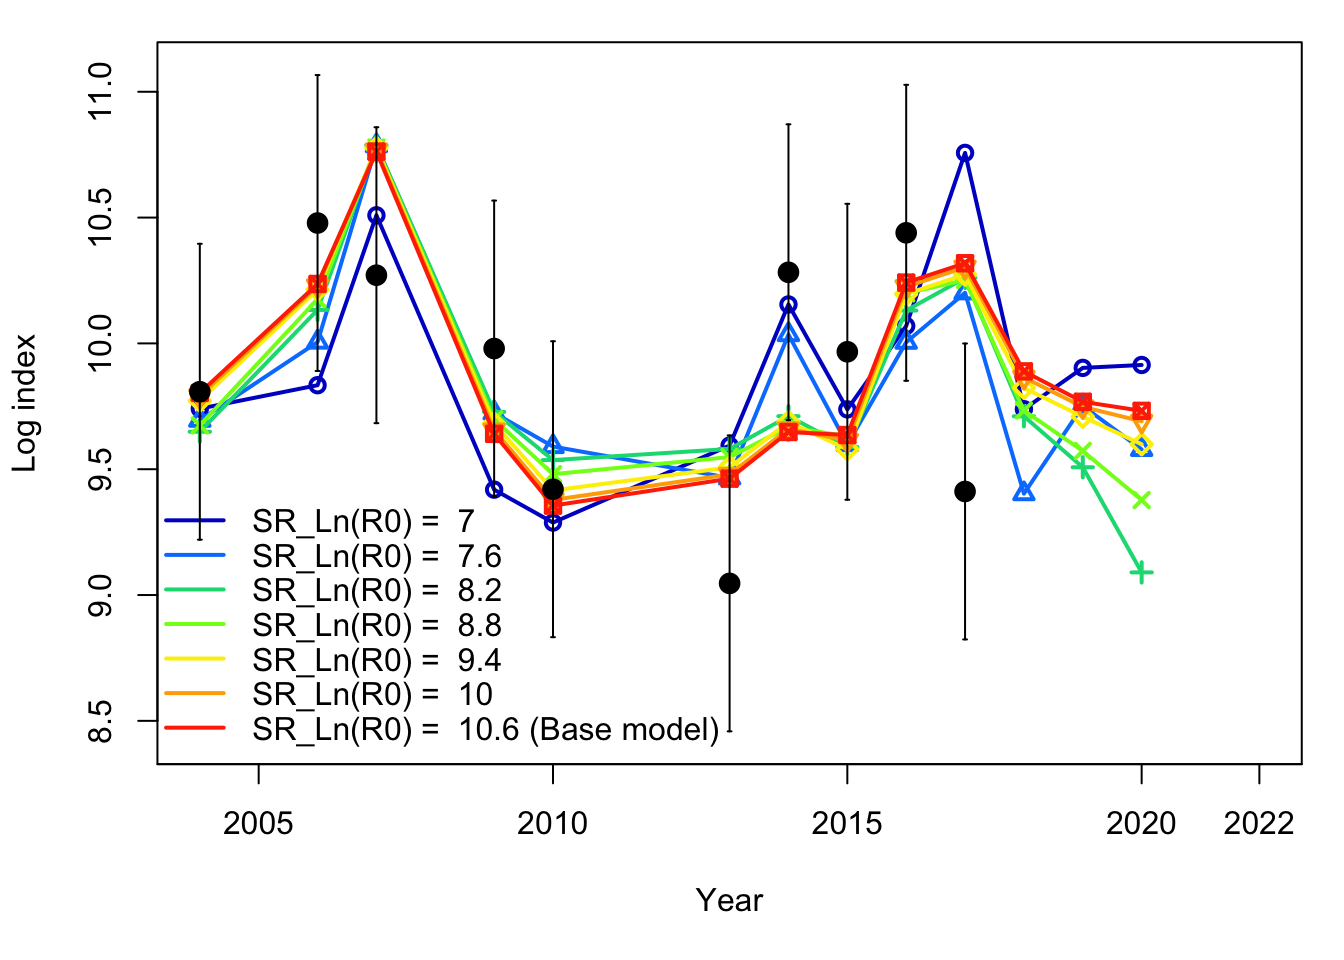 11.0
10.5
10.0
9.5
9.0
8.5
Log index
SR_Ln(R0) = 7
SR_Ln(R0) = 7.6
SR_Ln(R0) = 8.2
SR_Ln(R0) = 8.8
SR_Ln(R0) = 9.4
SR_Ln(R0) = 10
SR_Ln(R0) = 10.6 (Base model)
2005 2010 2015 2020 2022
Year